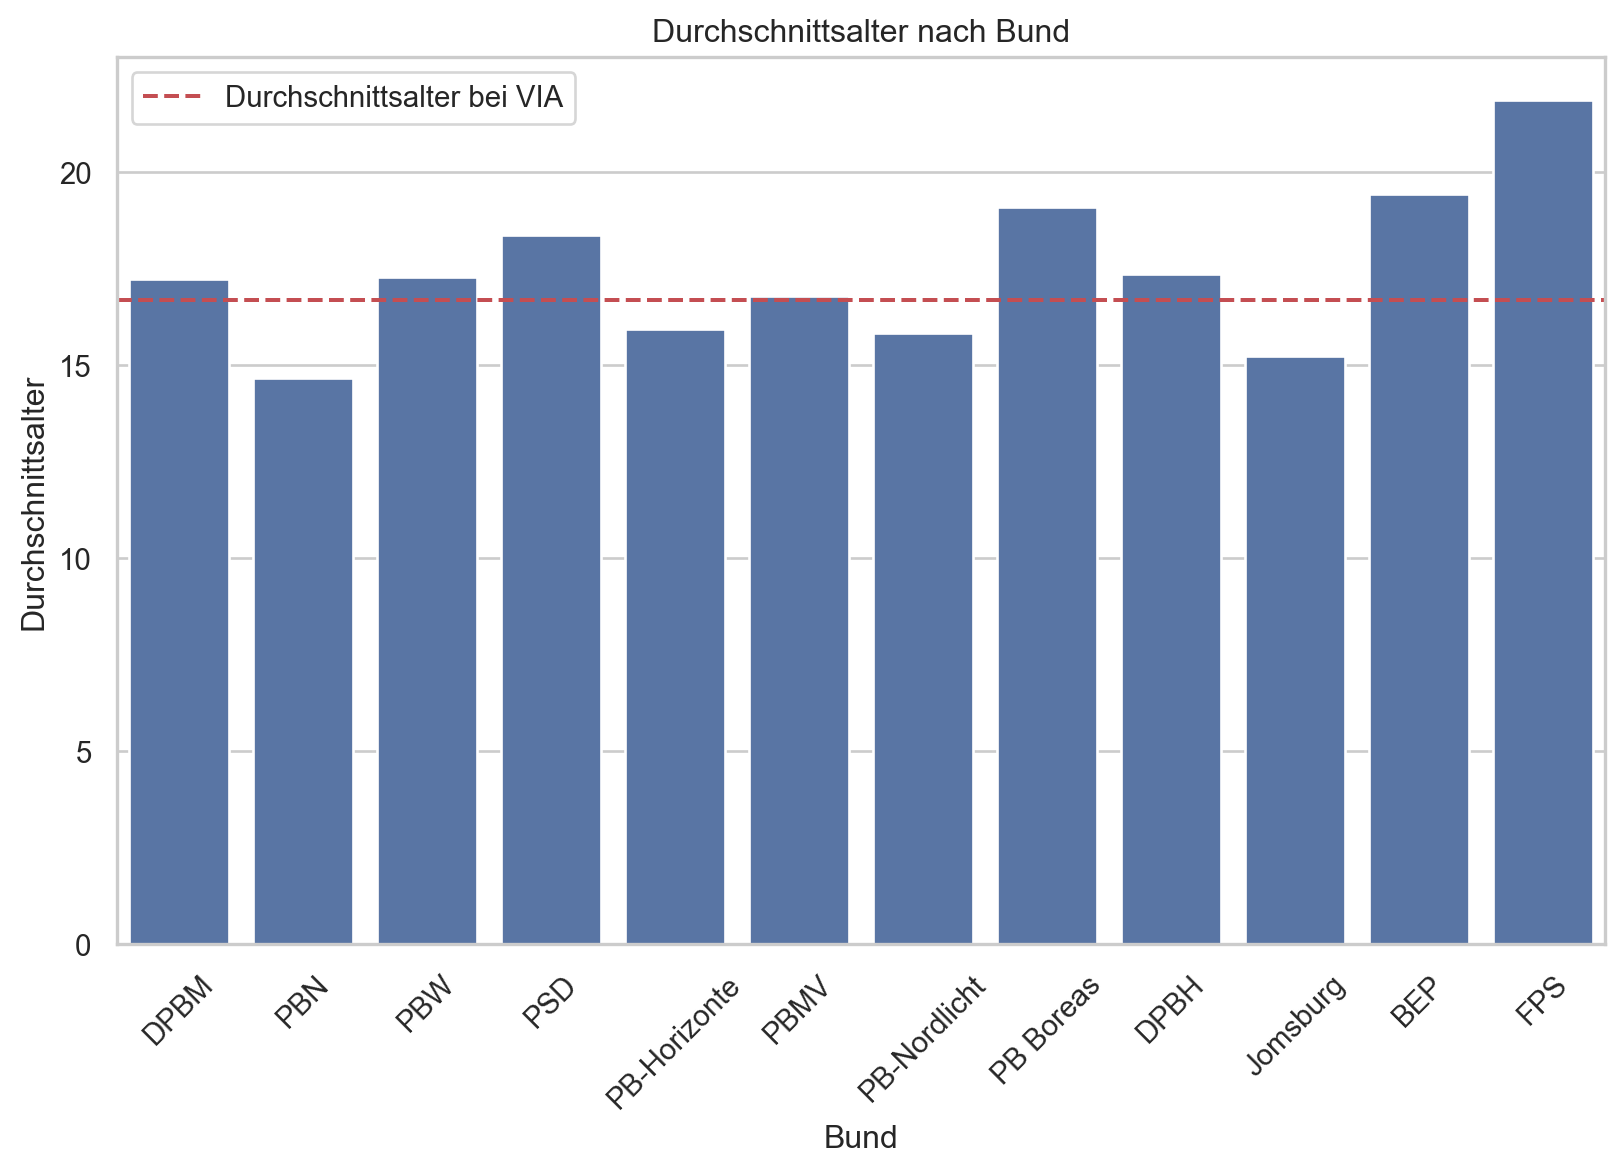 Durchschnittsalter nach Bund
Durchschnittsalter bei VIA
Durchschnittsalter
20
15
10
5
0
DPBM
PBN
PBW
PSD
PB-Horizonte
PBMV
PB-Nordlicht
PB Boreas
DPBH
Jomsburg
BEP
FPS
Bund